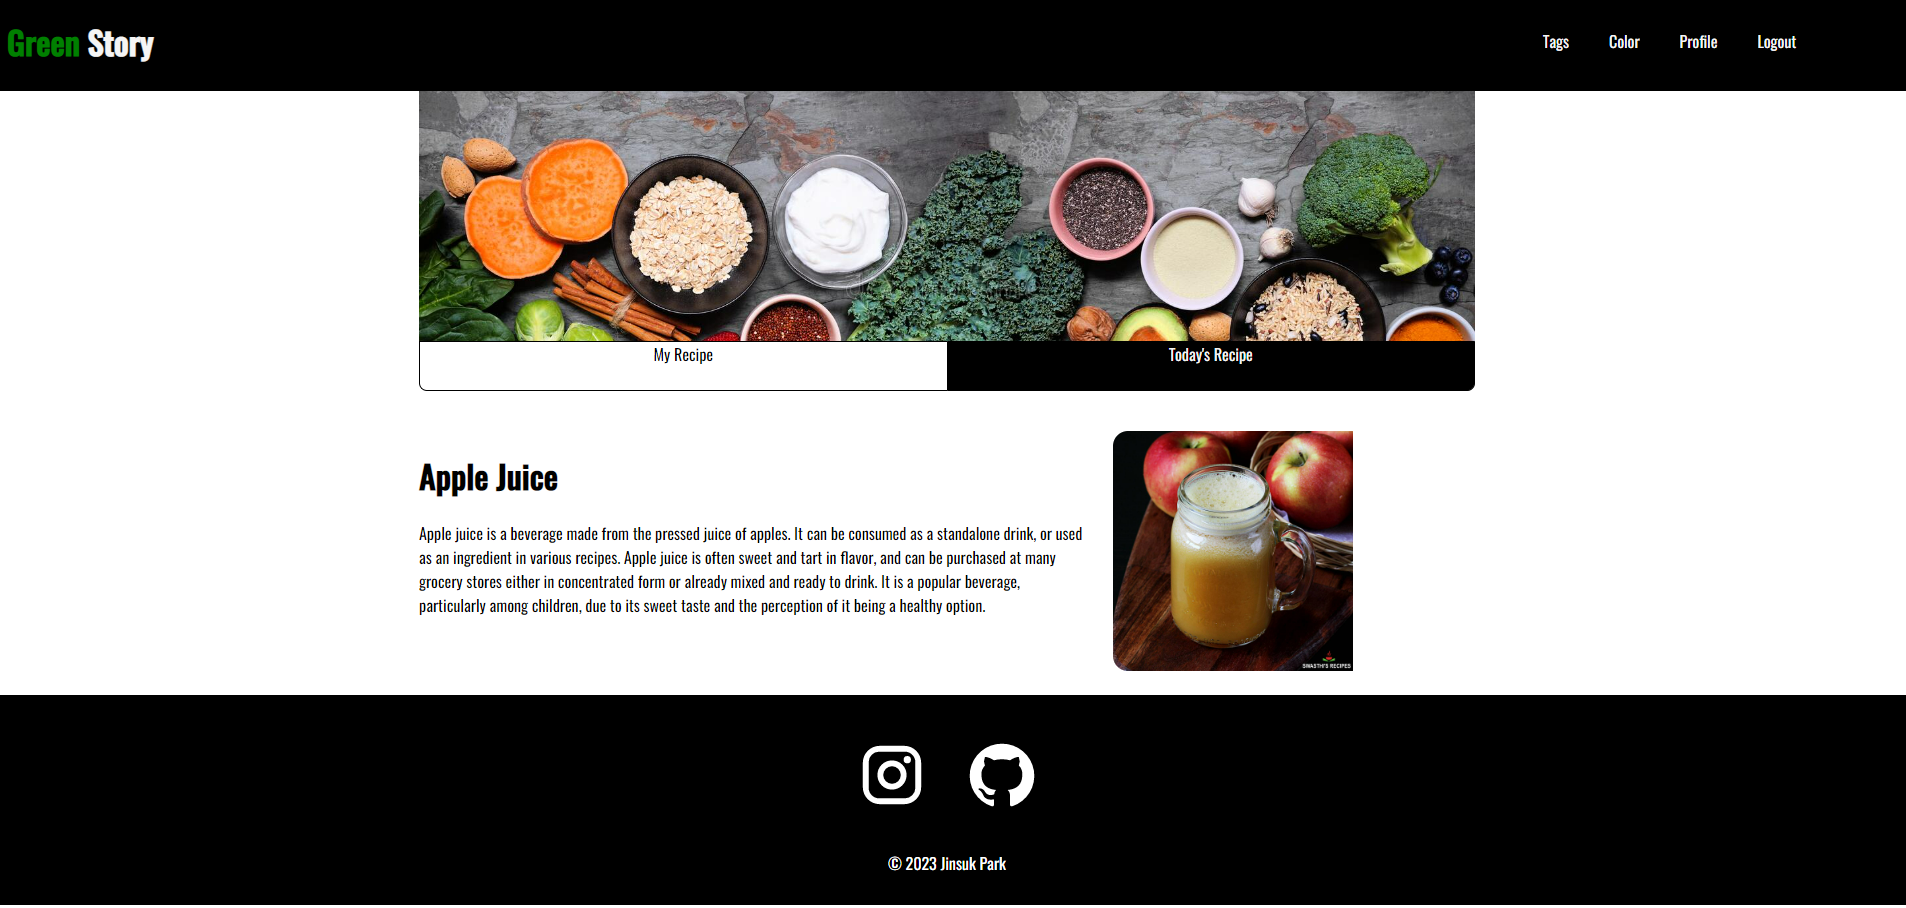 Green Story
Tags
Color
Profile
Logout
My Recipe
Today's Recipe
Apple Juice
Apple juice is a beverage made from the pressed juice of apples. It can be consumed as a standalone drink, or used
as an ingredient in various recipes. Apple juice is often sweet and tart in flavor, and can be purchased at many
grocery stores either in concentrated form or already mixed and ready to drink. It is a popular beverage,
particularly among children, due to its sweet taste and the perception of it being a healthy option.
SWASTHI'S RECIPES
© 2023 Jinsuk Park